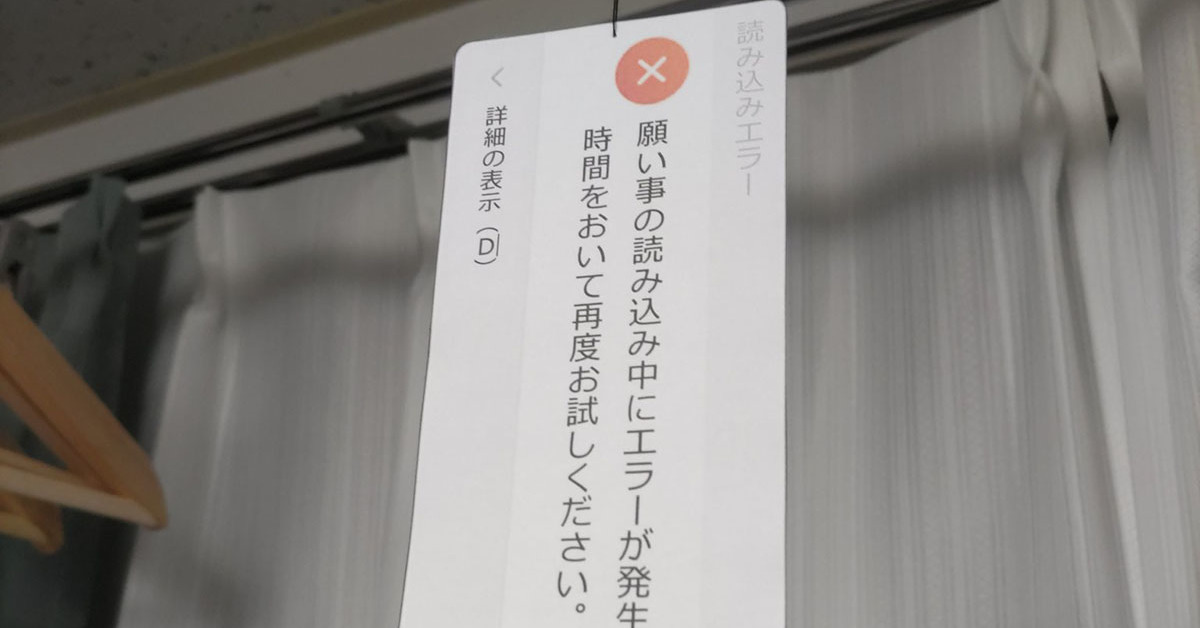 読み込みエラー
願い事の読み込み中にエラーが発生
時間をおいて再度お試しください。
詳細の表示（D）